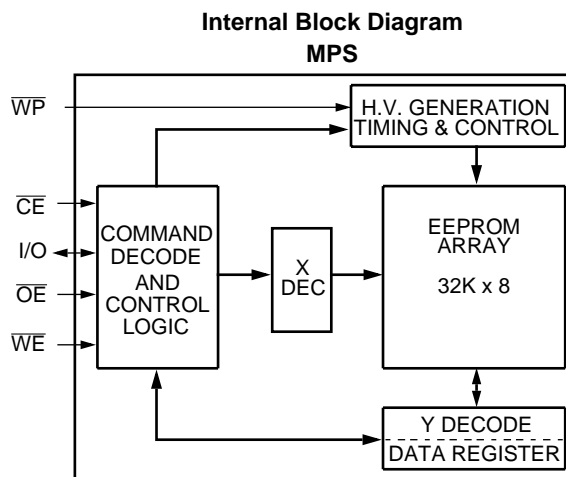 Internal Block Diagram
MPS
WP
H.V. GENERATION
TIMING & CONTROL
CE
I/O
OE
WE
COMMAND
DECODE
AND
CONTROL
LOGIC
X
DEC
EEPROM
ARRAY
32K x 8
Y DECODE
DATA REGISTER